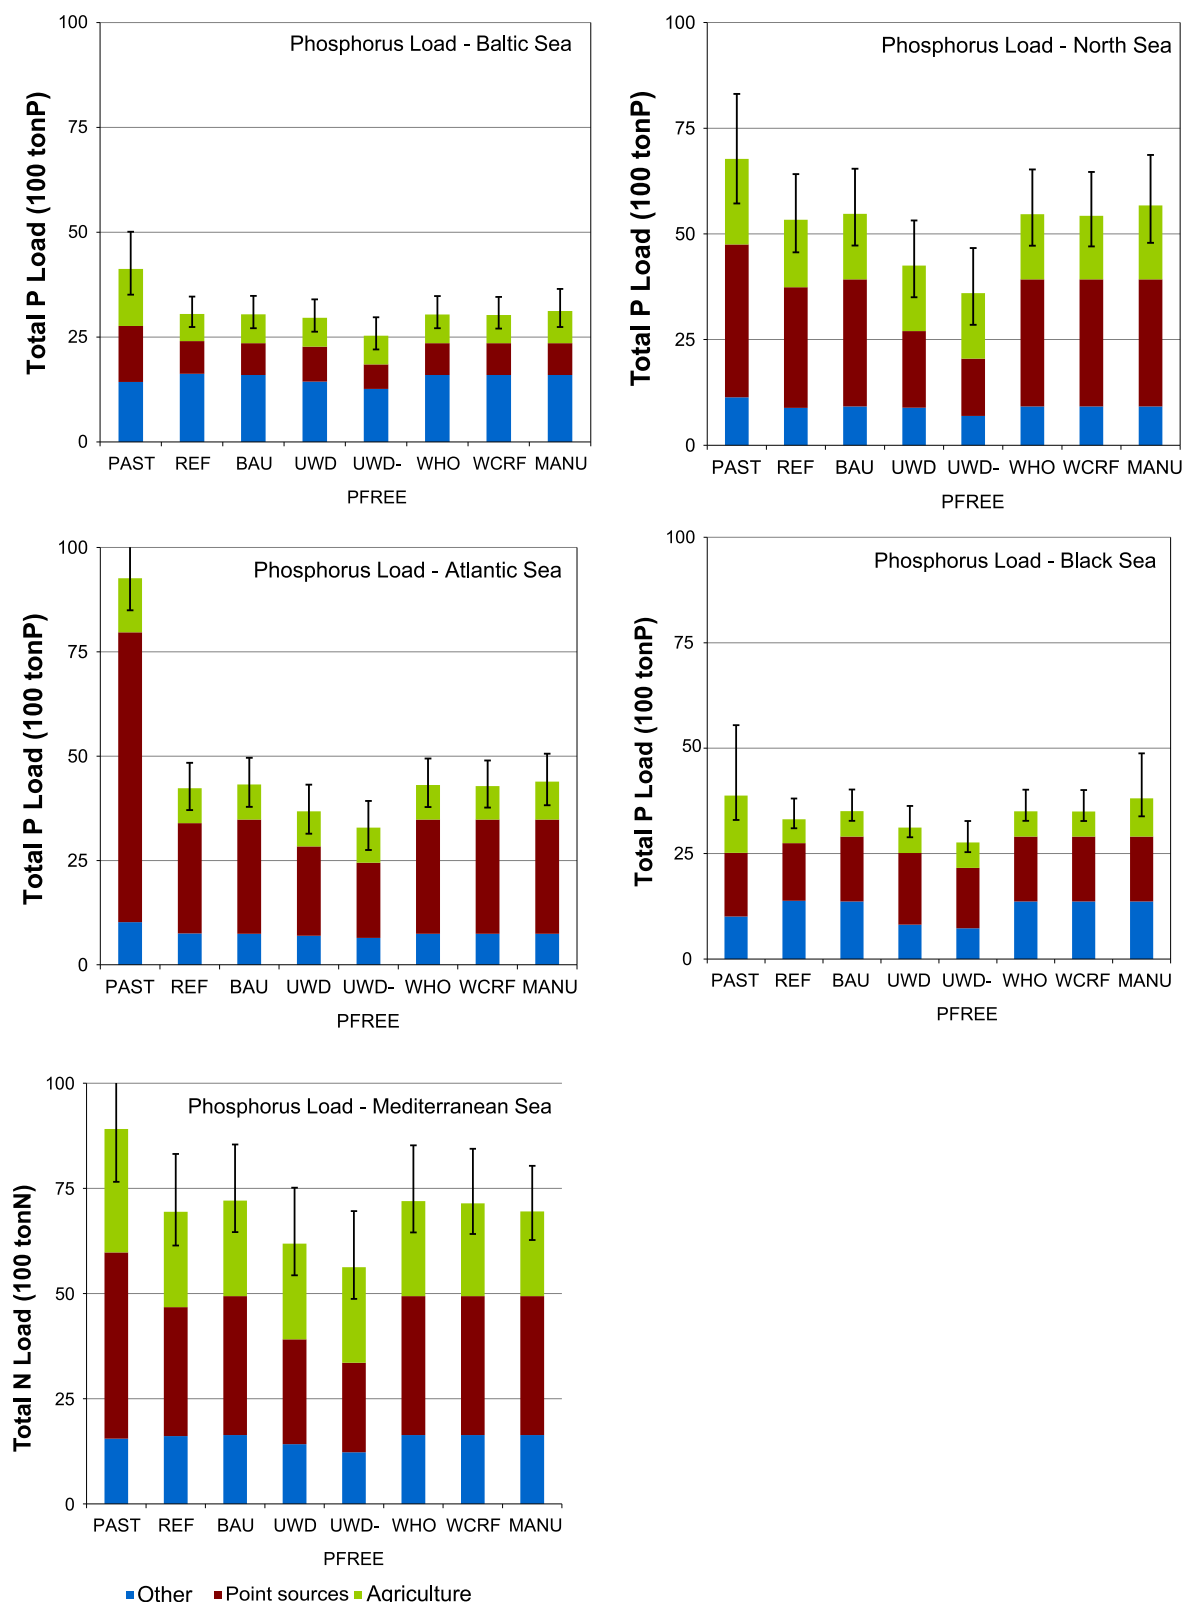 Phosphorus Load - Baltic Sea
Total P Load (100 tonP)
100
75
50
25
0
PAST REF BAU UWD UWD- WHO WCRF MANU
PFREE
Phosphorus Load - North Sea
Total P Load (100 tonP)
100
75
50
25
0
PAST REF BAU UWD UWD- WHO WCRF MANU
PFREE
Phosphorus Load - Atlantic Sea
Total P Load (100 tonP)
100
75
50
25
0
PAST REF BAU UWD UWD- WHO WCRF MANU
PFREE
Phosphorus Load - Black Sea
Total P Load (100 tonP)
100
75
50
25
0
PAST REF BAU UWD UWD- WHO WCRF MANU
PFREE
Phosphorus Load - Mediterranean Sea
Total N Load (100 tonN)
100
75
50
25
0
PAST REF BAU UWD UWD- WHO WCRF MANU
PFREE
Other Point sources Agriculture